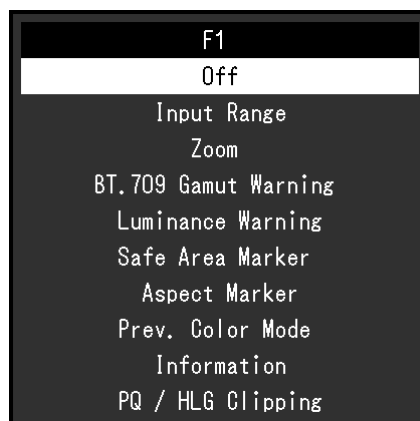 F1
Off
Input Range
Zoom
BT.709 Gamut Warning
Luminance Warning
Safe Area Marker
Aspect Marker
Prev. Color Mode
Information
PQ / HLG Clipping